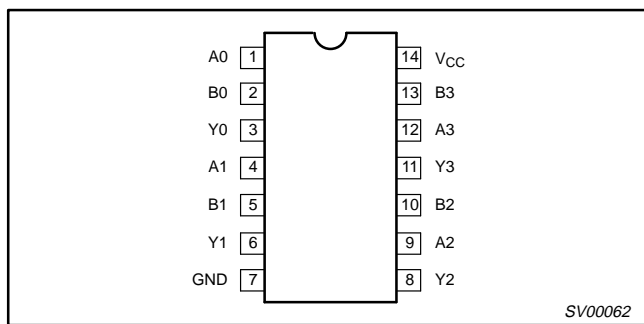 A0 1 14 VCC
B0 2 13 B3
Y0 3 12 A3
A1 4 11 Y3
B1 5 10 B2
Y1 6 9 A2
GND 7 8 Y2
SV00062